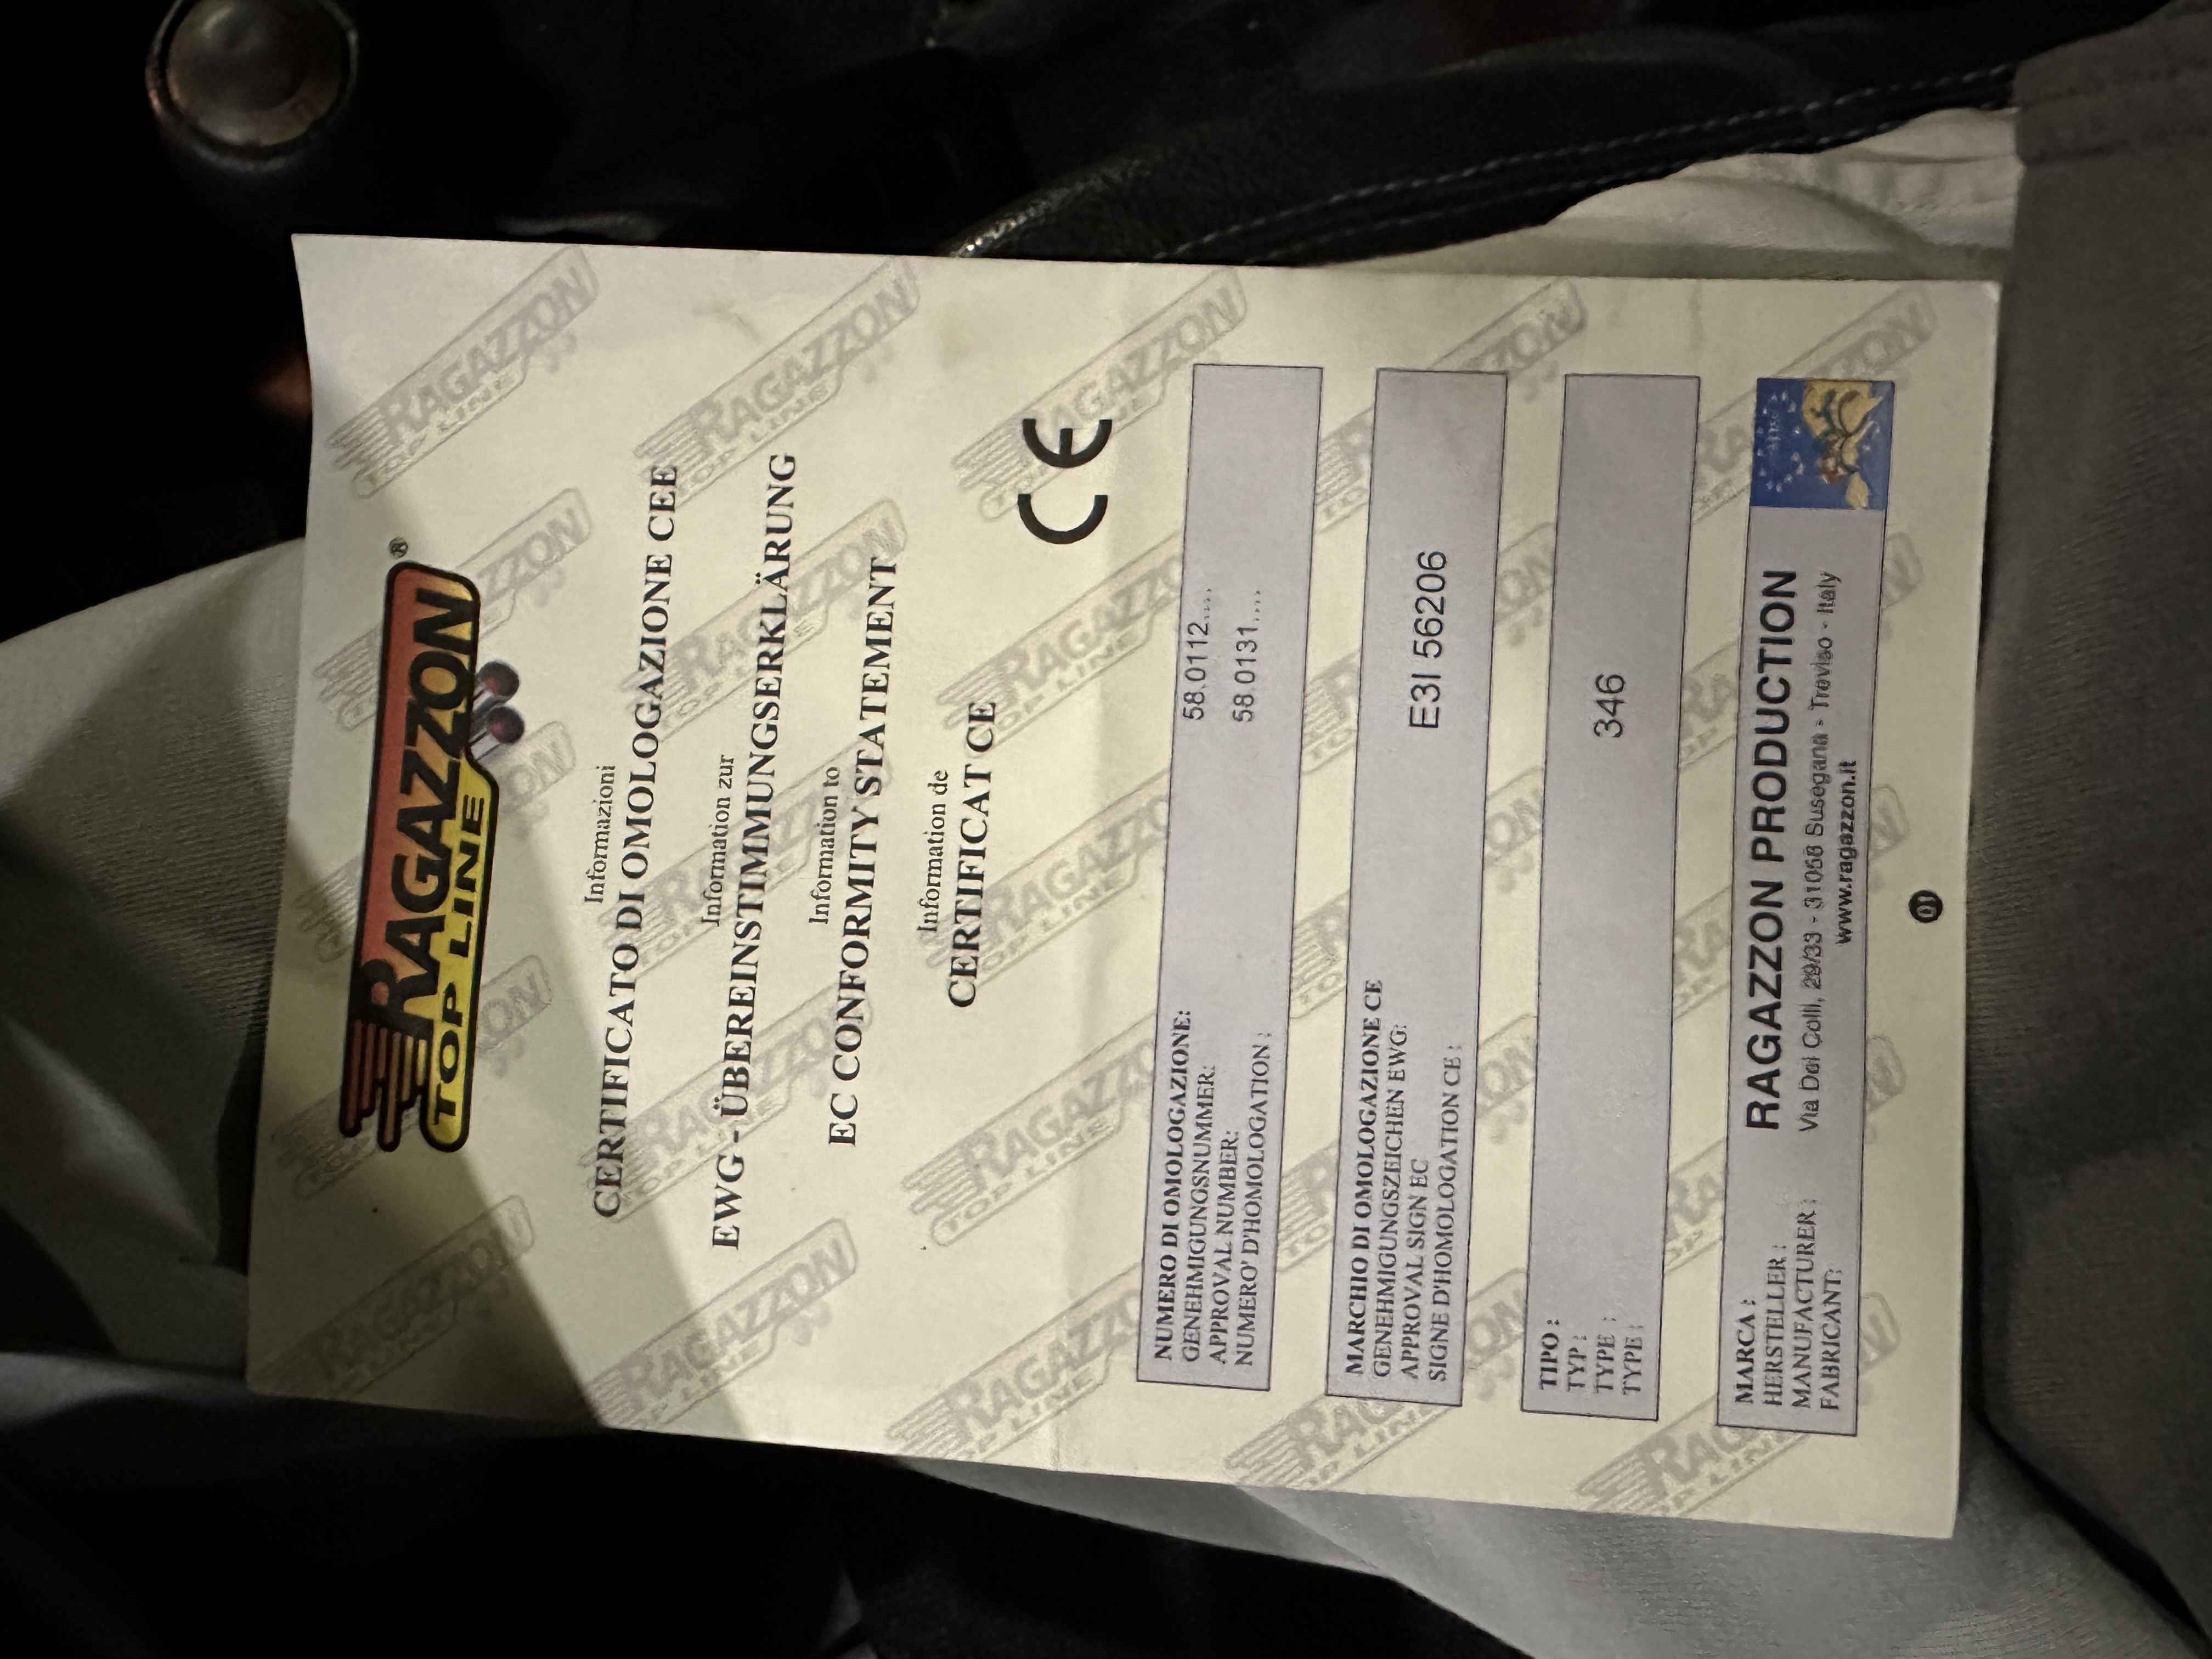 RAGAZZON®
TOP LINE
Informazioni
CERTIFICATO DI OMOLOGAZIONE CEE
Information zur
EWG - ÜBEREINSTIMMUNGSERKLÄRUNG
Information to
EC CONFORMITY STATEMENT
Information de
CERTIFICAT CE
CE
NUMERO DI OMOLOGAZIONE:
GENEHMIGUNGSNUMMER: 58.0112....
APPROVAL NUMBER:
NUMERO' D'HOMOLOGATION : 58.0131....
MARCHIO DI OMOLOGAZIONE CE
GENEHMIGUNGSZEICHEN EWG:
APPROVAL SIGN EC E3I 56206
SIGNE D'HOMOLOGATION CE :
TIPO :
TYP :
TYPE : 346
TYPE :
MARCA : RAGAZZON PRODUCTION
HERSTELLER :
MANUFACTURER : Via Dei Colli, 29/33 - 31058 Susegana - Treviso - Italy
FABRICANT: www.ragazzon.it
01